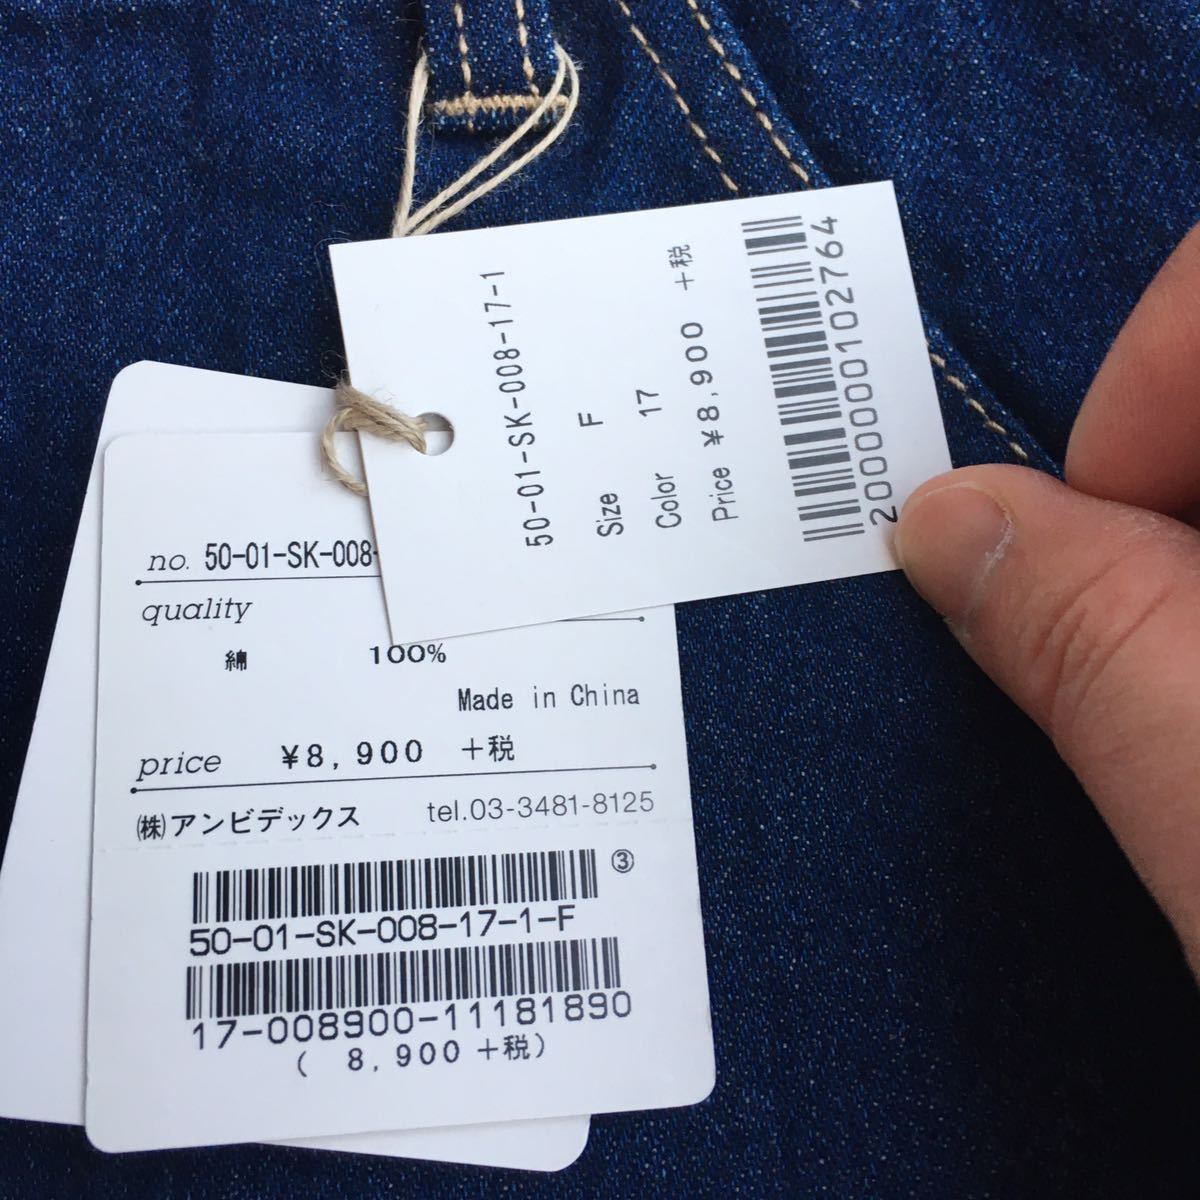 50-01-SK-008-17-1
Size F
Color 17
Price ¥8,900 +税
2000000102764
no. 50-01-SK-008-
quality
綿 100%
Made in China
price ¥8,900 +税
㈱アンビデックス tel.03-3481-8125
③
50-01-SK-008-17-1-F
17-008900-11181890
( 8,900 +税)